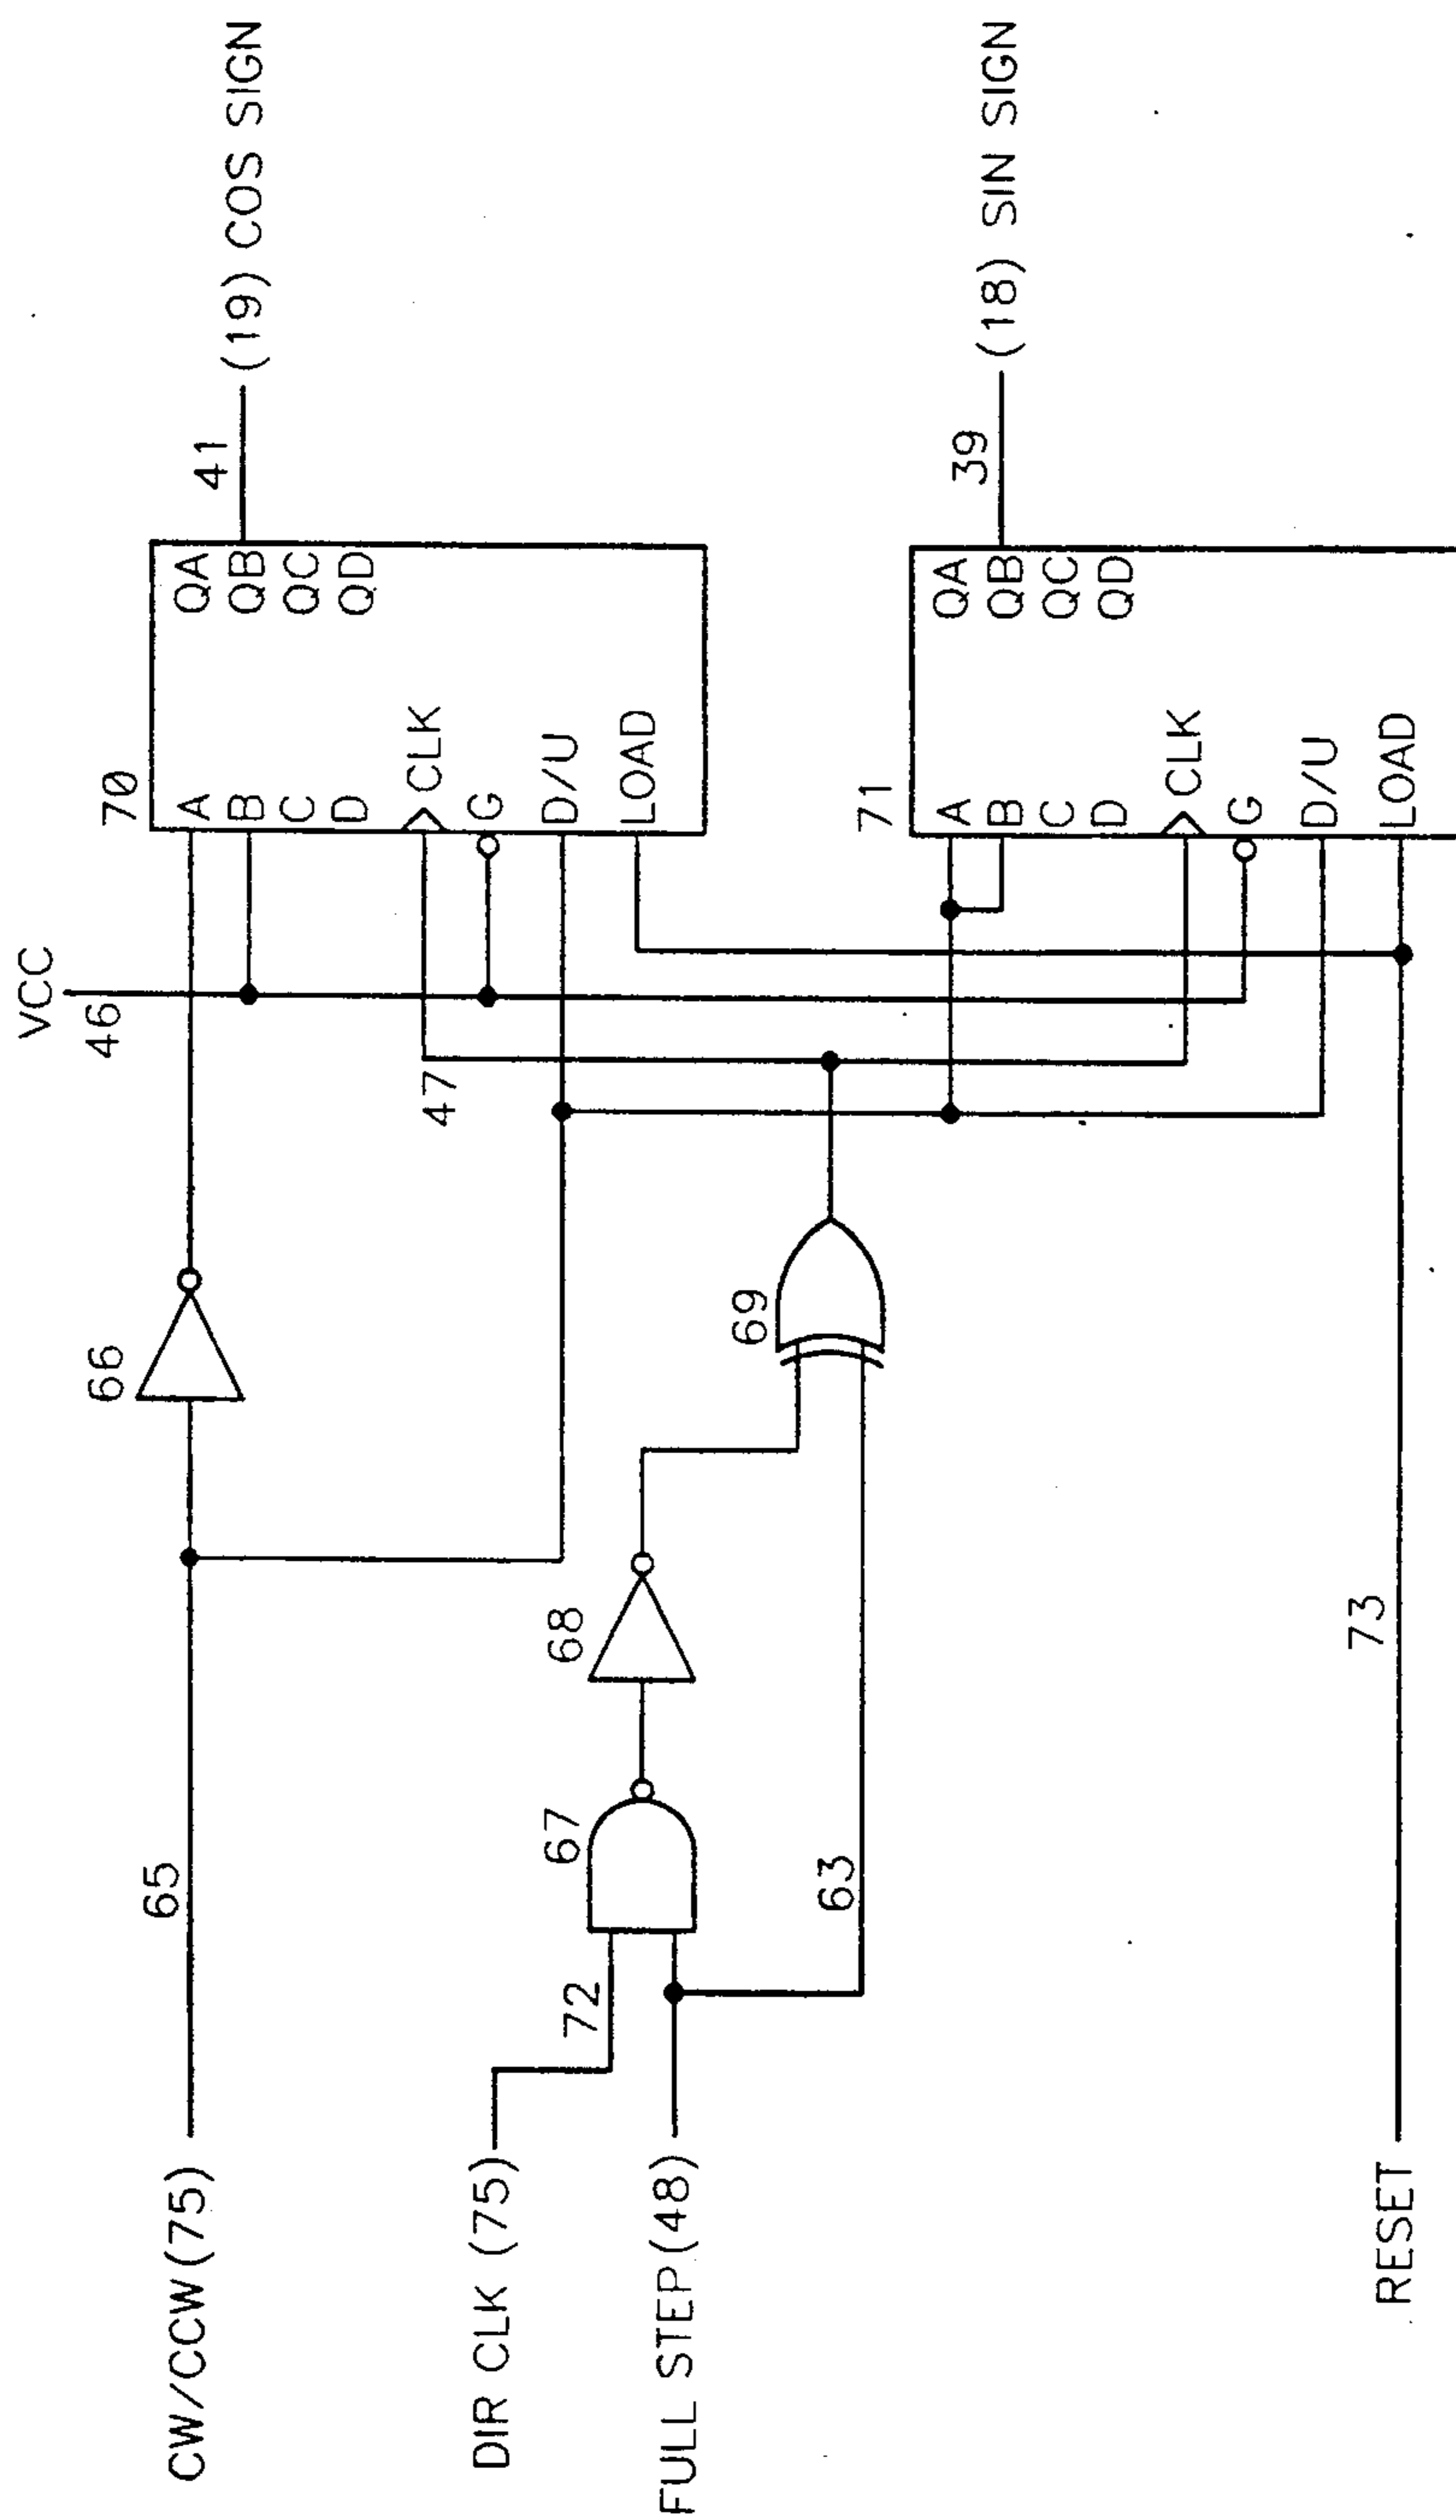 VCC
46
CW/CCW(75)
65
66
70
A
B
C
D
CLK
G
D/U
LOAD
QA
QB
QC
QD
41
(19) COS SIGN
47
DIR CLK (75)
72
FULL STEP(48)
67
68
63
69
71
A
B
C
D
CLK
G
D/U
LOAD
QA
QB
QC
QD
39
(18) SIN SIGN
RESET
73